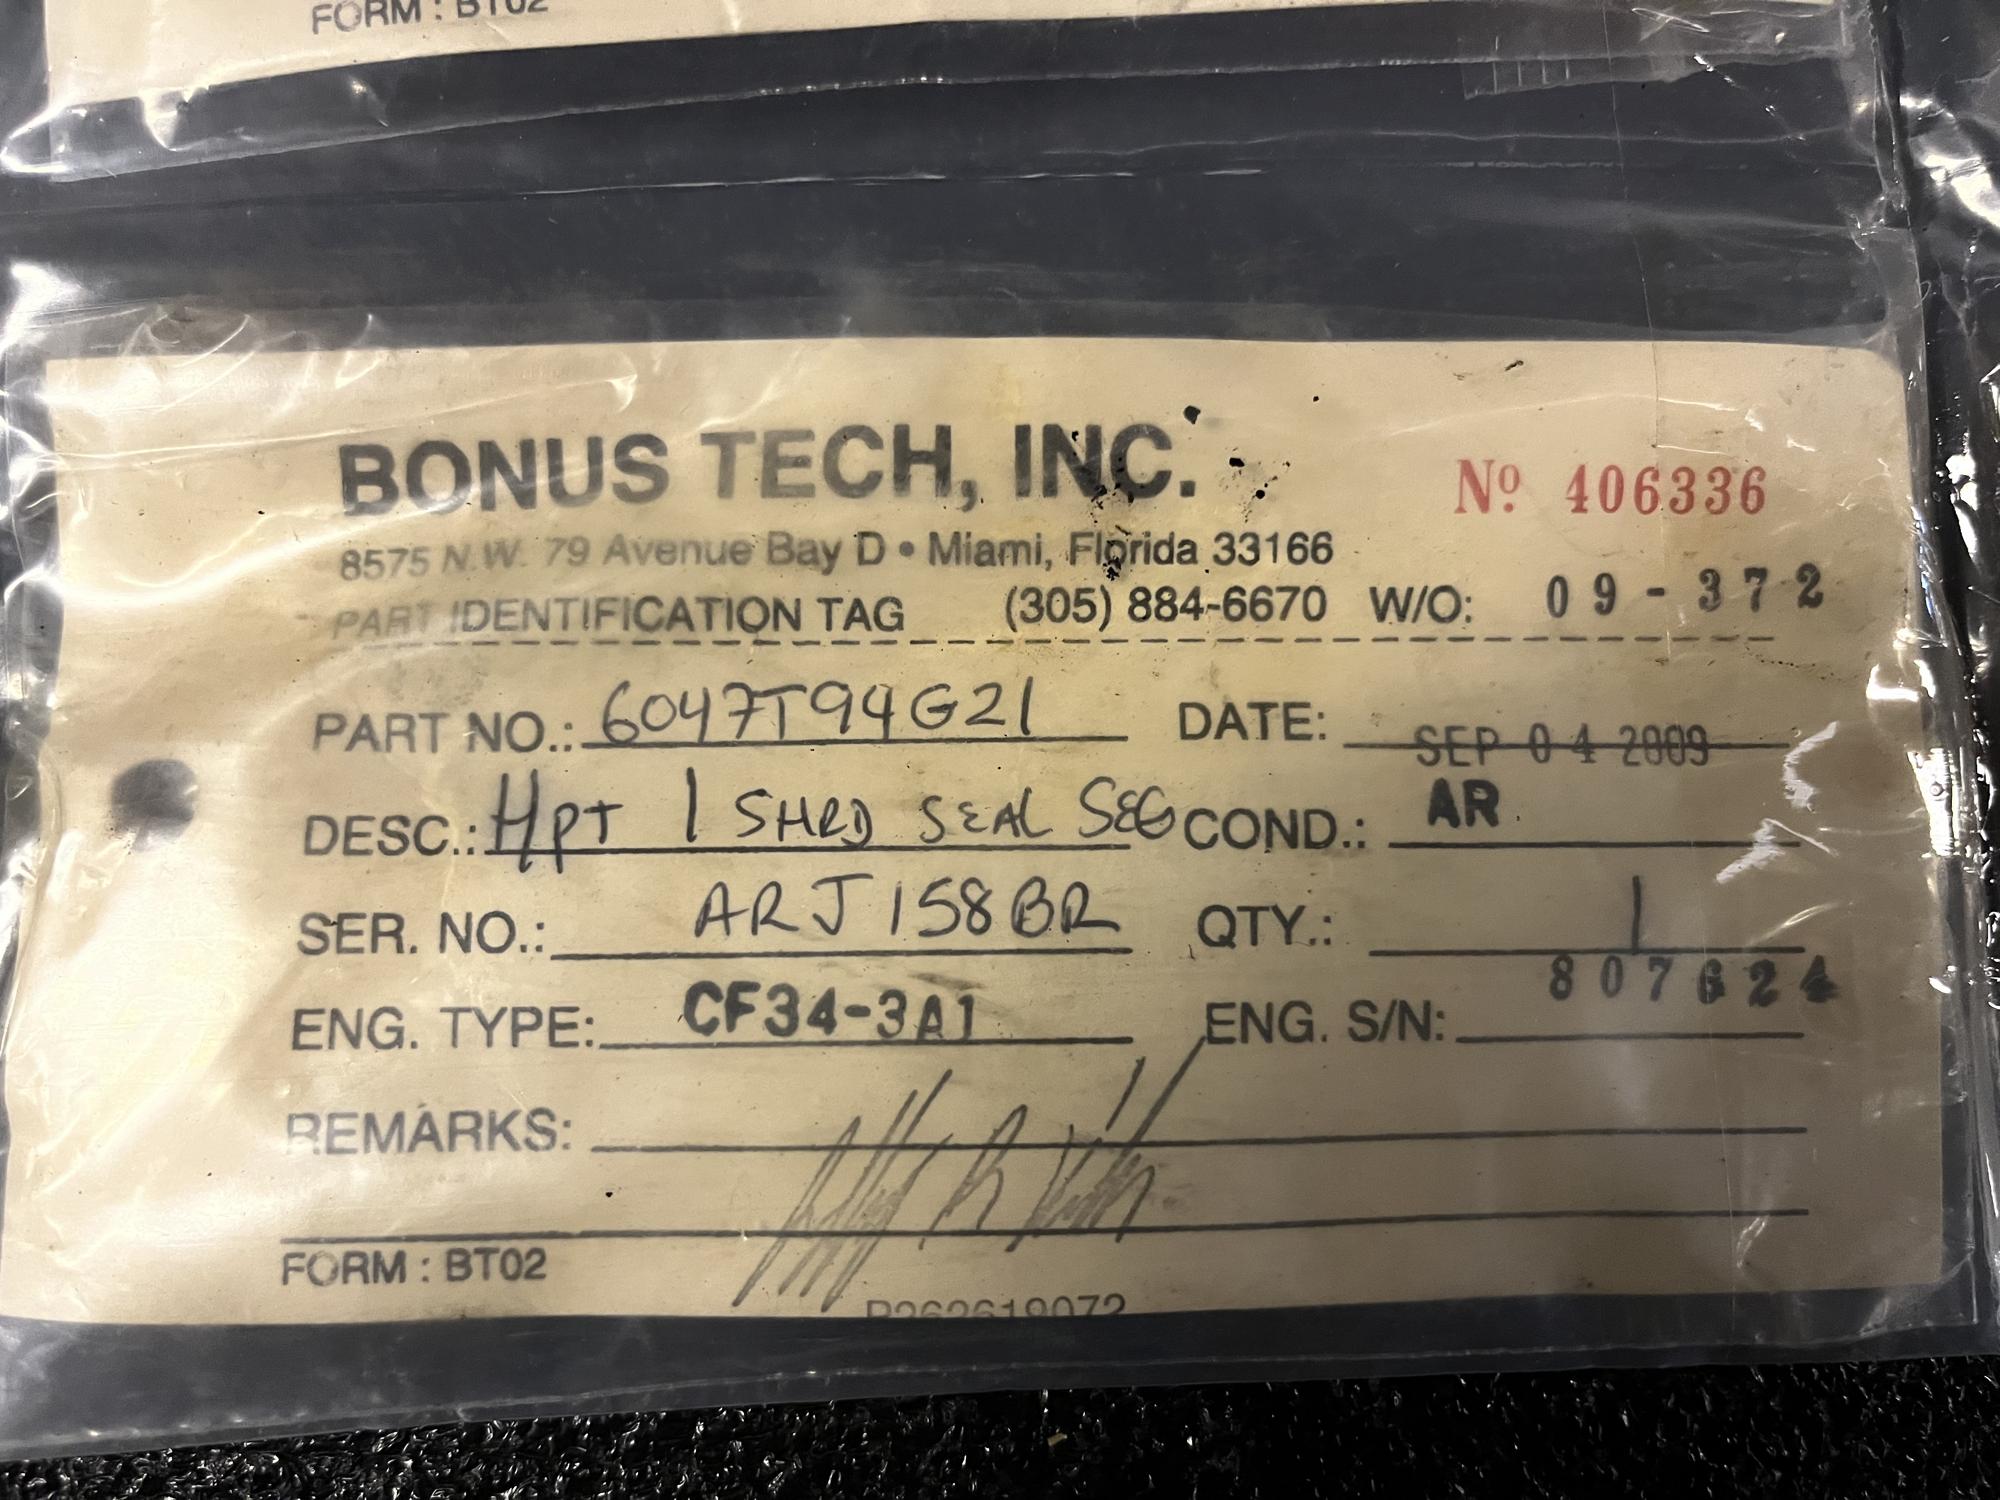 FORM : BT02
BONUS TECH, INC.
Nº 406336
8575 N.W. 79 Avenue Bay D • Miami, Florida 33166
PART IDENTIFICATION TAG (305) 884-6670 W/O: 09-372
PART NO.: 6047T94G21 DATE: SEP 04 2009
DESC.: Hpt 1 SHRD SEAL SEG COND.: AR
SER. NO.: ARJ158BR QTY.: 1
ENG. TYPE: CF34-3A1 ENG. S/N: 807624
REMARKS:
FORM : BT02